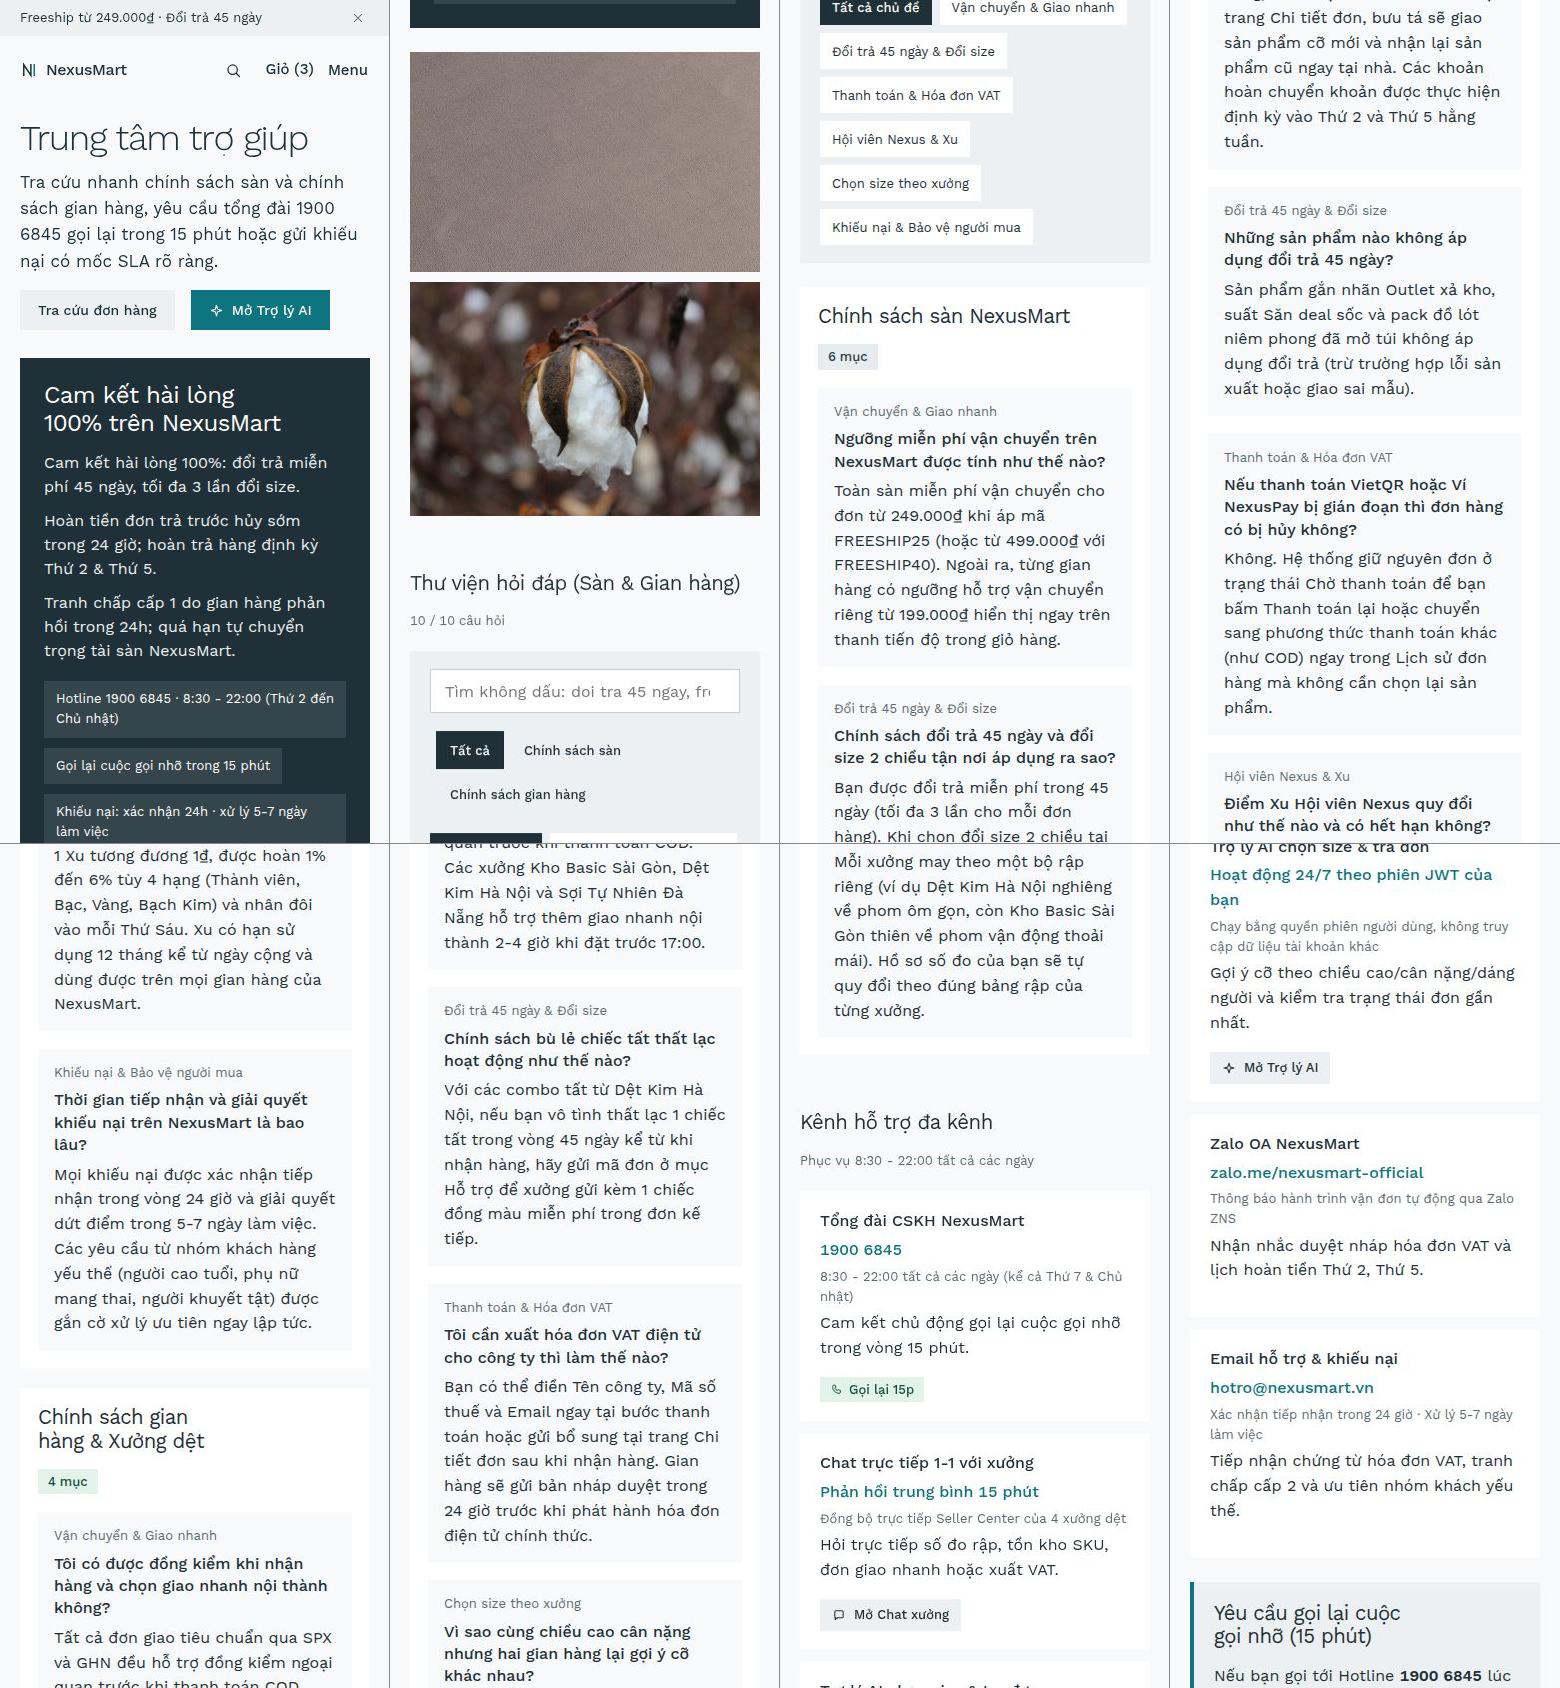 Freeship từ 249.000₫ · Đổi trả 45 ngày
NexusMart
Giỏ (3)
Menu
Trung tâm trợ giúp
Tra cứu nhanh chính sách sàn và chính
sách gian hàng, yêu cầu tổng đài 1900
6845 gọi lại trong 15 phút hoặc gửi khiếu
nại có mốc SLA rõ ràng.
Tra cứu đơn hàng
Mở Trợ lý AI
Cam kết hài lòng
100% trên NexusMart
Cam kết hài lòng 100%: đổi trả miễn
phí 45 ngày, tối đa 3 lần đổi size.
Hoàn tiền đơn trả trước hủy sớm
trong 24 giờ; hoàn trả hàng định kỳ
Thứ 2 & Thứ 5.
Tranh chấp cấp 1 do gian hàng phản
hồi trong 24h; quá hạn tự chuyển
trọng tài sàn NexusMart.
Hotline 1900 6845 · 8:30 - 22:00 (Thứ 2 đến
Chủ nhật)
Gọi lại cuộc gọi nhỡ trong 15 phút
Khiếu nại: xác nhận 24h · xử lý 5-7 ngày
làm việc
Thư viện hỏi đáp (Sàn & Gian hàng)
10 / 10 câu hỏi
Tìm không dấu: doi tra 45 ngay, fre
Tất cả
Chính sách sàn
Chính sách gian hàng
Tất cả chủ đề
Vận chuyển & Giao nhanh
Đổi trả 45 ngày & Đổi size
Thanh toán & Hóa đơn VAT
Hội viên Nexus & Xu
Chọn size theo xưởng
Khiếu nại & Bảo vệ người mua
Chính sách sàn NexusMart
6 mục
Vận chuyển & Giao nhanh
Ngưỡng miễn phí vận chuyển trên
NexusMart được tính như thế nào?
Toàn sàn miễn phí vận chuyển cho
đơn từ 249.000₫ khi áp mã
FREESHIP25 (hoặc từ 499.000₫ với
FREESHIP40). Ngoài ra, từng gian
hàng có ngưỡng hỗ trợ vận chuyển
riêng từ 199.000₫ hiển thị ngay trên
thanh tiến độ trong giỏ hàng.
Đổi trả 45 ngày & Đổi size
Chính sách đổi trả 45 ngày và đổi
size 2 chiều tận nơi áp dụng ra sao?
Bạn được đổi trả miễn phí trong 45
ngày (tối đa 3 lần cho mỗi đơn
hàng). Khi chọn đổi size 2 chiều tại
trang Chi tiết đơn, bưu tá sẽ giao
sản phẩm cỡ mới và nhận lại sản
phẩm cũ ngay tại nhà. Các khoản
hoàn chuyển khoản được thực hiện
định kỳ vào Thứ 2 và Thứ 5 hằng
tuần.
Đổi trả 45 ngày & Đổi size
Những sản phẩm nào không áp
dụng đổi trả 45 ngày?
Sản phẩm gắn nhãn Outlet xả kho,
suất Săn deal sốc và pack đồ lót
niêm phong đã mở túi không áp
dụng đổi trả (trừ trường hợp lỗi sản
xuất hoặc giao sai mẫu).
Thanh toán & Hóa đơn VAT
Nếu thanh toán VietQR hoặc Ví
NexusPay bị gián đoạn thì đơn hàng
có bị hủy không?
Không. Hệ thống giữ nguyên đơn ở
trạng thái Chờ thanh toán để bạn
bấm Thanh toán lại hoặc chuyển
sang phương thức thanh toán khác
(như COD) ngay trong Lịch sử đơn
hàng mà không cần chọn lại sản
phẩm.
Hội viên Nexus & Xu
Điểm Xu Hội viên Nexus quy đổi
như thế nào và có hết hạn không?
1 Xu tương đương 1₫, được hoàn 1%
đến 6% tùy 4 hạng (Thành viên,
Bạc, Vàng, Bạch Kim) và nhân đôi
vào mỗi Thứ Sáu. Xu có hạn sử
dụng 12 tháng kể từ ngày cộng và
dùng được trên mọi gian hàng của
NexusMart.
Khiếu nại & Bảo vệ người mua
Thời gian tiếp nhận và giải quyết
khiếu nại trên NexusMart là bao
lâu?
Mọi khiếu nại được xác nhận tiếp
nhận trong vòng 24 giờ và giải quyết
dứt điểm trong 5-7 ngày làm việc.
Các yêu cầu từ nhóm khách hàng
yếu thế (người cao tuổi, phụ nữ
mang thai, người khuyết tật) được
gắn cờ xử lý ưu tiên ngay lập tức.
Chính sách gian
hàng & Xưởng dệt
4 mục
Vận chuyển & Giao nhanh
Tôi có được đồng kiểm khi nhận
hàng và chọn giao nhanh nội thành
không?
Tất cả đơn giao tiêu chuẩn qua SPX
và GHN đều hỗ trợ đồng kiểm ngoại
quan trước khi thanh toán COD.
Các xưởng Kho Basic Sài Gòn, Dệt
Kim Hà Nội và Sợi Tự Nhiên Đà
Nẵng hỗ trợ thêm giao nhanh nội
thành 2-4 giờ khi đặt trước 17:00.
Đổi trả 45 ngày & Đổi size
Chính sách bù lẻ chiếc tất thất lạc
hoạt động như thế nào?
Với các combo tất từ Dệt Kim Hà
Nội, nếu bạn vô tình thất lạc 1 chiếc
tất trong vòng 45 ngày kể từ khi
nhận hàng, hãy gửi mã đơn ở mục
Hỗ trợ để xưởng gửi kèm 1 chiếc
đồng màu miễn phí trong đơn kế
tiếp.
Thanh toán & Hóa đơn VAT
Tôi cần xuất hóa đơn VAT điện tử
cho công ty thì làm thế nào?
Bạn có thể điền Tên công ty, Mã số
thuế và Email ngay tại bước thanh
toán hoặc gửi bổ sung tại trang Chi
tiết đơn sau khi nhận hàng. Gian
hàng sẽ gửi bản nháp duyệt trong
24 giờ trước khi phát hành hóa đơn
điện tử chính thức.
Chọn size theo xưởng
Vì sao cùng chiều cao cân nặng
nhưng hai gian hàng lại gợi ý cỡ
khác nhau?
Mỗi xưởng may theo một bộ rập
riêng (ví dụ Dệt Kim Hà Nội nghiêng
về phom ôm gọn, còn Kho Basic Sài
Gòn thiên về phom vận động thoải
mái). Hồ sơ số đo của bạn sẽ tự
quy đổi theo đúng bảng rập của
từng xưởng.
Kênh hỗ trợ đa kênh
Phục vụ 8:30 - 22:00 tất cả các ngày
Tổng đài CSKH NexusMart
1900 6845
8:30 - 22:00 tất cả các ngày (kể cả Thứ 7 & Chủ
nhật)
Cam kết chủ động gọi lại cuộc gọi nhỡ
trong vòng 15 phút.
Gọi lại 15p
Chat trực tiếp 1-1 với xưởng
Phản hồi trung bình 15 phút
Đồng bộ trực tiếp Seller Center của 4 xưởng dệt
Hỏi trực tiếp số đo rập, tồn kho SKU,
đơn giao nhanh hoặc xuất VAT.
Mở Chat xưởng
Trợ lý AI chọn size & tra đơn
Hoạt động 24/7 theo phiên JWT của
bạn
Chạy bằng quyền phiên người dùng, không truy
cập dữ liệu tài khoản khác
Gợi ý cỡ theo chiều cao/cân nặng/dáng
người và kiểm tra trạng thái đơn gần
nhất.
Mở Trợ lý AI
Zalo OA NexusMart
zalo.me/nexusmart-official
Thông báo hành trình vận đơn tự động qua Zalo
ZNS
Nhận nhắc duyệt nháp hóa đơn VAT và
lịch hoàn tiền Thứ 2, Thứ 5.
Email hỗ trợ & khiếu nại
hotro@nexusmart.vn
Xác nhận tiếp nhận trong 24 giờ · Xử lý 5-7 ngày
làm việc
Tiếp nhận chứng từ hóa đơn VAT, tranh
chấp cấp 2 và ưu tiên nhóm khách yếu
thế.
Yêu cầu gọi lại cuộc
gọi nhỡ (15 phút)
Nếu bạn gọi tới Hotline 1900 6845 lúc